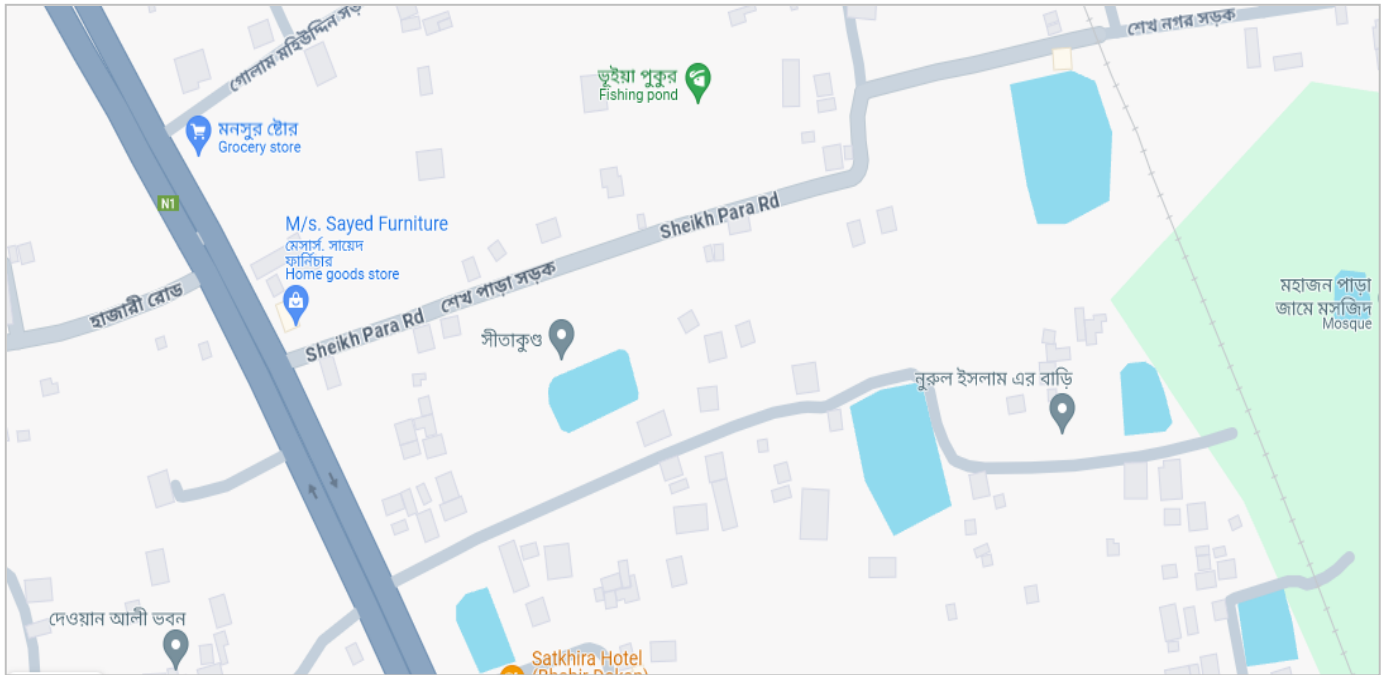 গোলাম মহিউদ্দিন
শেখ নগর সড়ক
ভূইয়া পুকুর
Fishing pond
মনসুর ষ্টোর
Grocery store
N1
M/s. Sayed Furniture
মেসার্স. সায়েদ
ফার্নিচার
Home goods store
Sheikh Para Rd
হাজারী রোড
শেখ পাড়া সড়ক
Sheikh Para Rd
মহাজন পাড়া
জামে মসজিদ
Mosque
সীতাকুণ্ড
নুরুল ইসলাম এর বাড়ি
দেওয়ান আলী ভবন
Satkhira Hotel